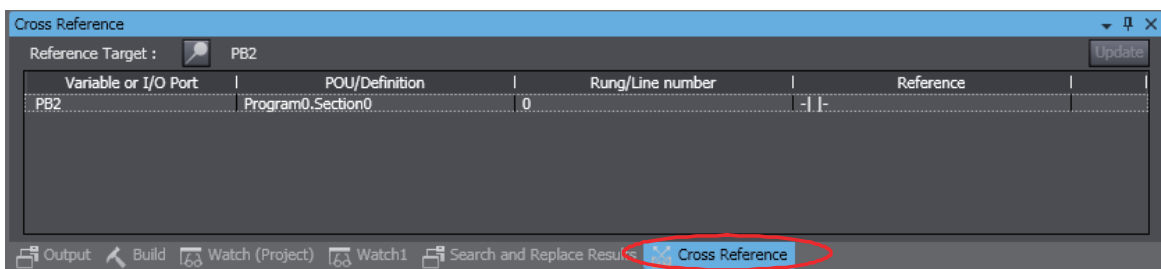 Cross Reference
Reference Target : PB2 Update
Variable or I/O Port POU/Definition Rung/Line number Reference
PB2 Program0.Section0 0 -| |-
Output Build Watch (Project) Watch1 Search and Replace Results Cross Reference